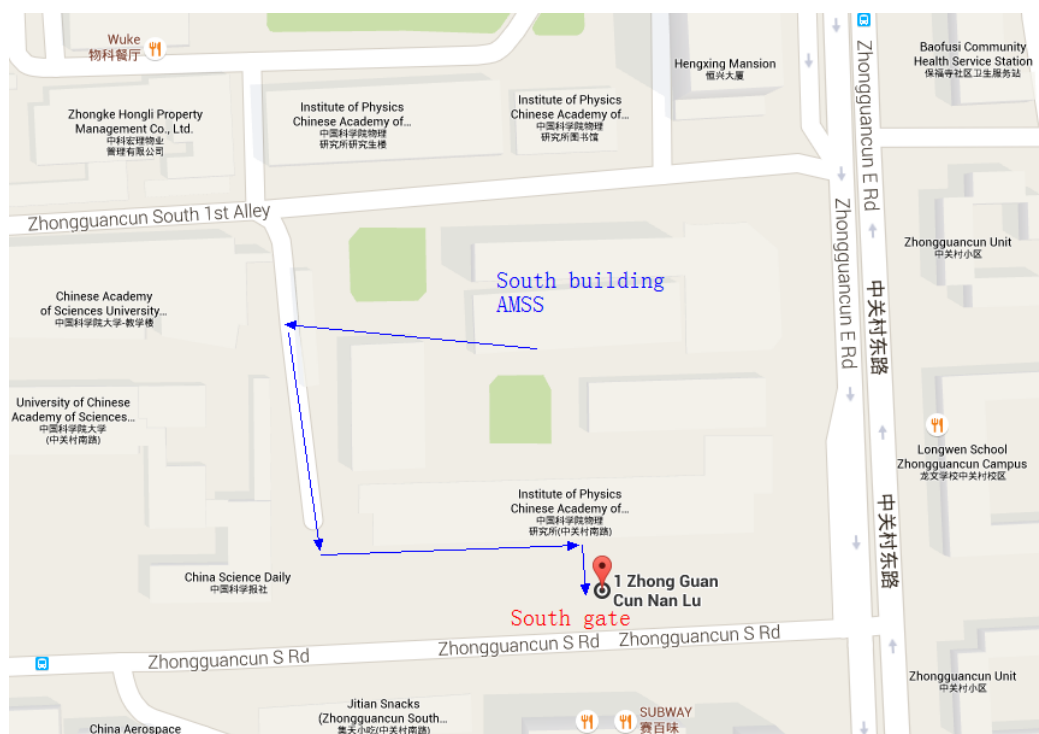 Wuke
物科餐厅
Hengxing Mansion
恒兴大厦
Baofusi Community
Health Service Station
保福寺社区卫生服务站
Zhongguancun E Rd
Zhongke Hongli Property
Management Co., Ltd.
中科宏理物业
管理有限公司
Institute of Physics
Chinese Academy of...
中国科学院物理
研究所研究生楼
Institute of Physics
Chinese Academy of...
中国科学院物理
研究所图书馆
Zhongguancun South 1st Alley
Zhongguancun E Rd
Zhongguancun Unit
中关村小区
South building
AMSS
中关村东路
Chinese Academy
of Sciences University...
中国科学院大学-教学楼
University of Chinese
Academy of Sciences...
中国科学院大学
(中关村南路)
Longwen School
Zhongguancun Campus
龙文学校中关村校区
Institute of Physics
Chinese Academy of...
中国科学院物理
研究所(中关村南路)
中关村东路
China Science Daily
中国科学报社
1 Zhong Guan
Cun Nan Lu
South gate
Zhongguancun S Rd
Zhongguancun S Rd
Zhongguancun S Rd
Zhongguancun Unit
中关村小区
Jitian Snacks
(Zhongguancun South...
集天小吃(中关村南路)
SUBWAY
赛百味
China Aerospace